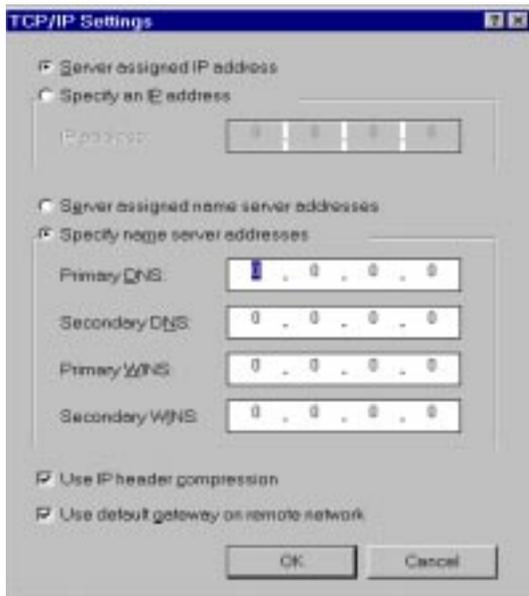 TCP/IP Settings
Server assigned IP address
Specify an IP address
IP address:
0 . 0 . 0 . 0
Server assigned name server addresses
Specify name server addresses
Primary DNS: 0 . 0 . 0 . 0
Secondary DNS: 0 . 0 . 0 . 0
Primary WINS: 0 . 0 . 0 . 0
Secondary WINS: 0 . 0 . 0 . 0
Use IP header compression
Use default gateway on remote network
OK Cancel